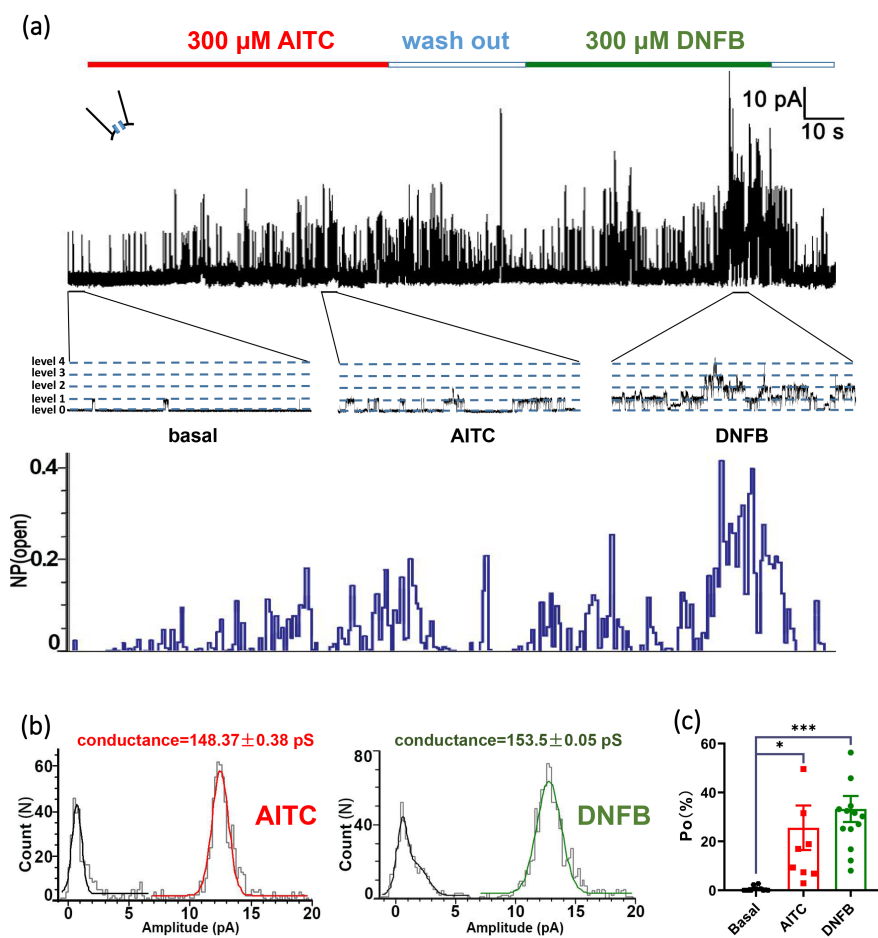 (a)
300 µM AITC wash out 300 µM DNFB
10 pA
10 s
level 4
level 3
level 2
level 1
level 0
basal AITC DNFB
NP(open)
0.4
0.2
0
(b)
conductance=148.37±0.38 pS
Count (N)
60
40
20
0
AITC
0 5 10 15 20
Amplitude (pA)
conductance=153.5±0.05 pS
Count (N)
80
40
0
DNFB
0 5 10 15 20
Amplitude (pA)
(c)
***
*
Po(%)
60
40
20
0
Basal AITC DNFB